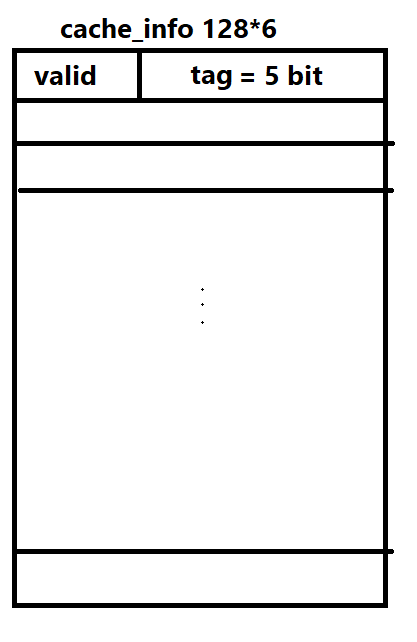 cache_info 128*6
valid
tag = 5 bit